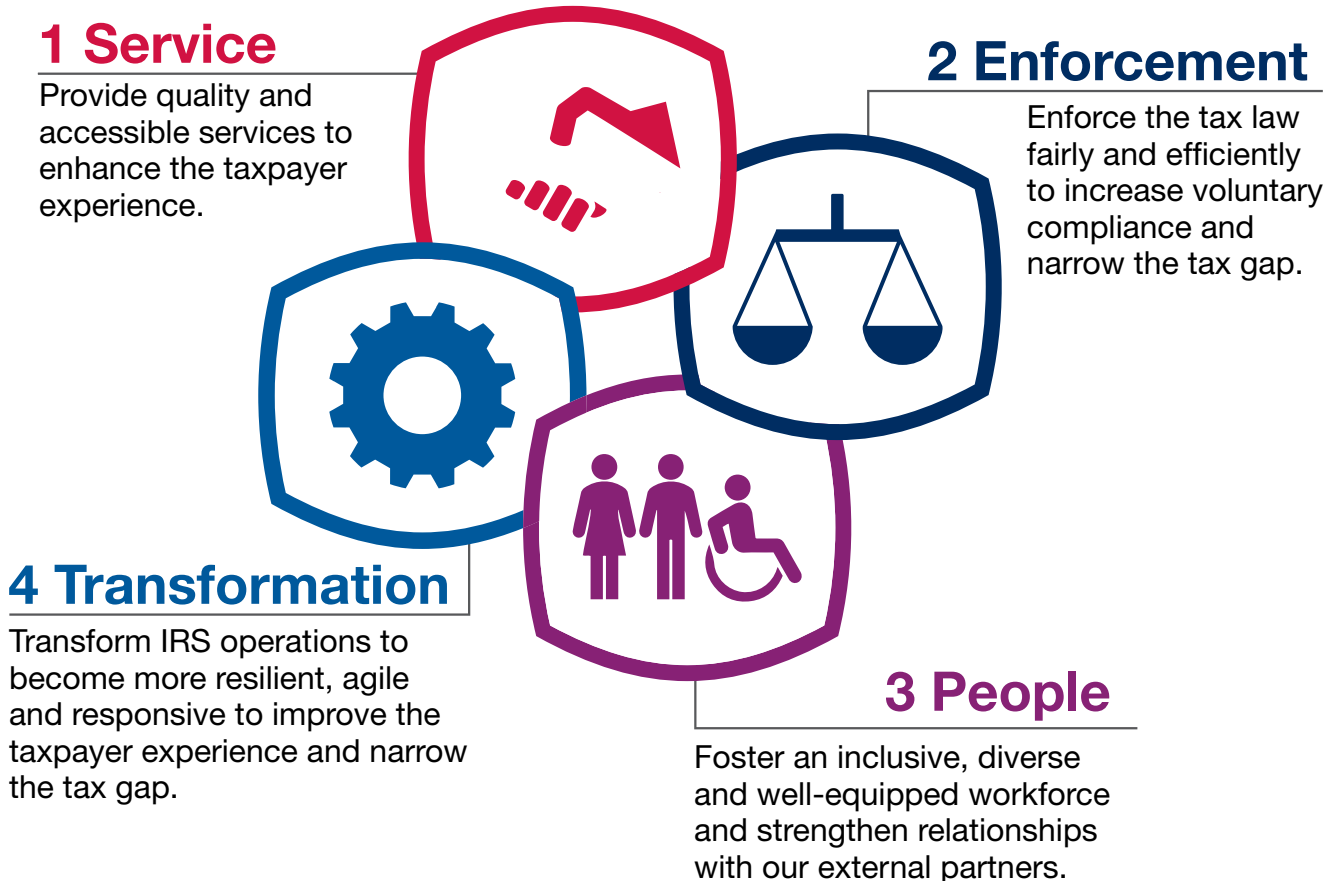 1 Service
Provide quality and
accessible services to
enhance the taxpayer
experience.
2 Enforcement
Enforce the tax law
fairly and efficiently
to increase voluntary
compliance and
narrow the tax gap.
3 People
Foster an inclusive, diverse
and well-equipped workforce
and strengthen relationships
with our external partners.
4 Transformation
Transform IRS operations to
become more resilient, agile
and responsive to improve the
taxpayer experience and narrow
the tax gap.